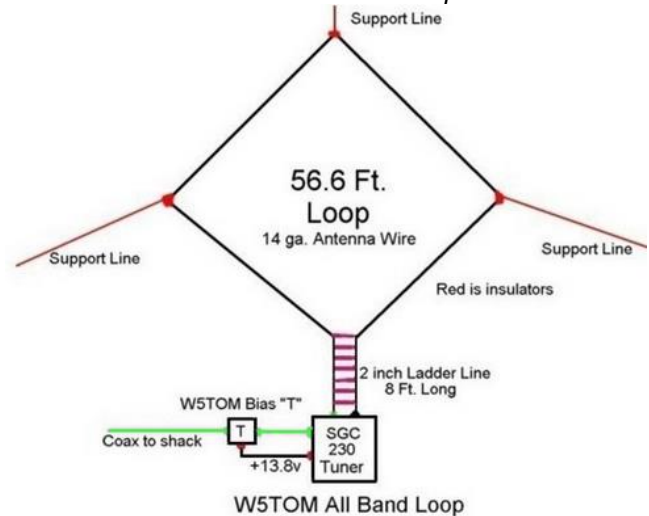 Support Line
56.6 Ft.
Loop
14 ga. Antenna Wire
Support Line
Support Line
Red is insulators
2 inch Ladder Line
8 Ft. Long
W5TOM Bias "T"
T
Coax to shack
+13.8v
SGC
230
Tuner
W5TOM All Band Loop